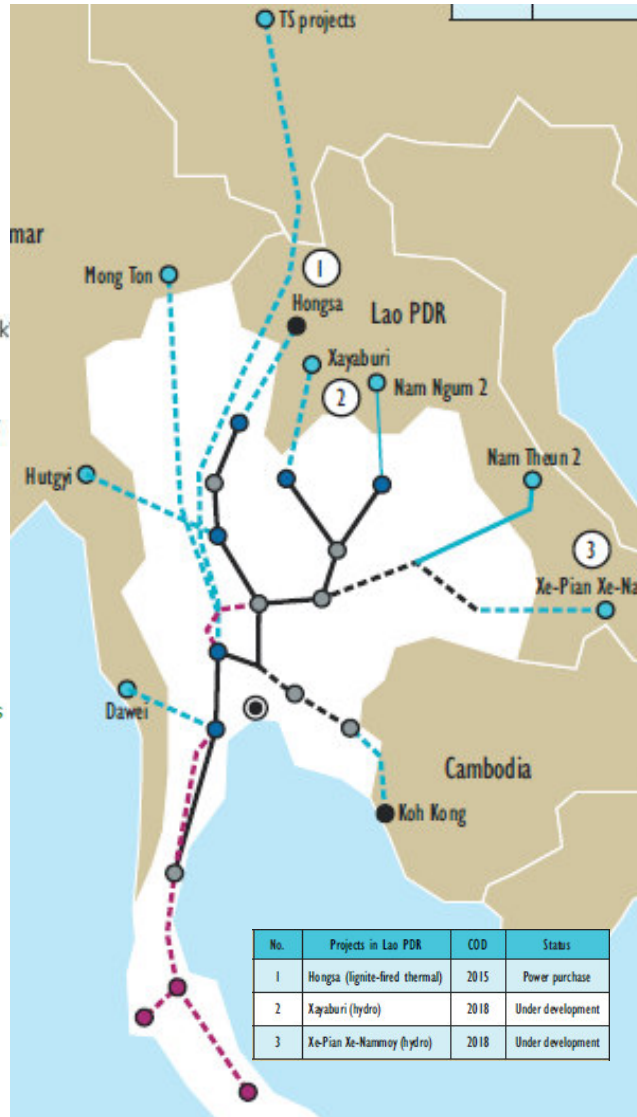 TS projects
mar
Mong Ton
1
Hongsa
Lao PDR
k
Xayaburi
2
Nam Ngum 2
Hutgyi
Nam Theun 2
3
Xe-Pian Xe-Na
Dawei
s
Cambodia
Koh Kong
No. Projects in Lao PDR COD Status
1 Hongsa (lignite-fired thermal) 2015 Power purchase
2 Xayaburi (hydro) 2018 Under development
3 Xe-Pian Xe-Nammoy (hydro) 2018 Under development